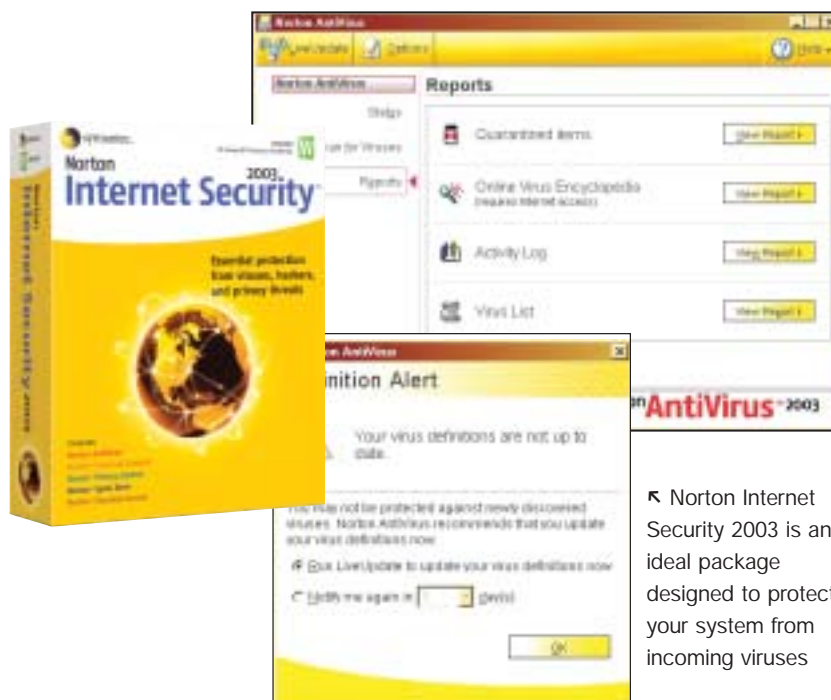 Norton AntiVirus
LiveUpdate Options Help
Norton AntiVirus
Status
Scan for Viruses
Reports
Reports
Quarantined items View Report
Online Virus Encyclopedia View Report
(requires Internet access)
Activity Log View Report
Virus List View Report
AntiVirus 2003
symantec
Norton
Internet Security 2003
Essential protection
from viruses, hackers,
and privacy threats
Norton
Internet Security 2003
Norton AntiVirus
inition Alert
Your virus definitions are not up to
date.
You may not be protected against newly discovered
viruses. Norton AntiVirus recommends that you update
your virus definitions now.
Run LiveUpdate to update your virus definitions now
Notify me again in day(s)
OK
Norton Internet
Security 2003 is an
ideal package
designed to protect
your system from
incoming viruses